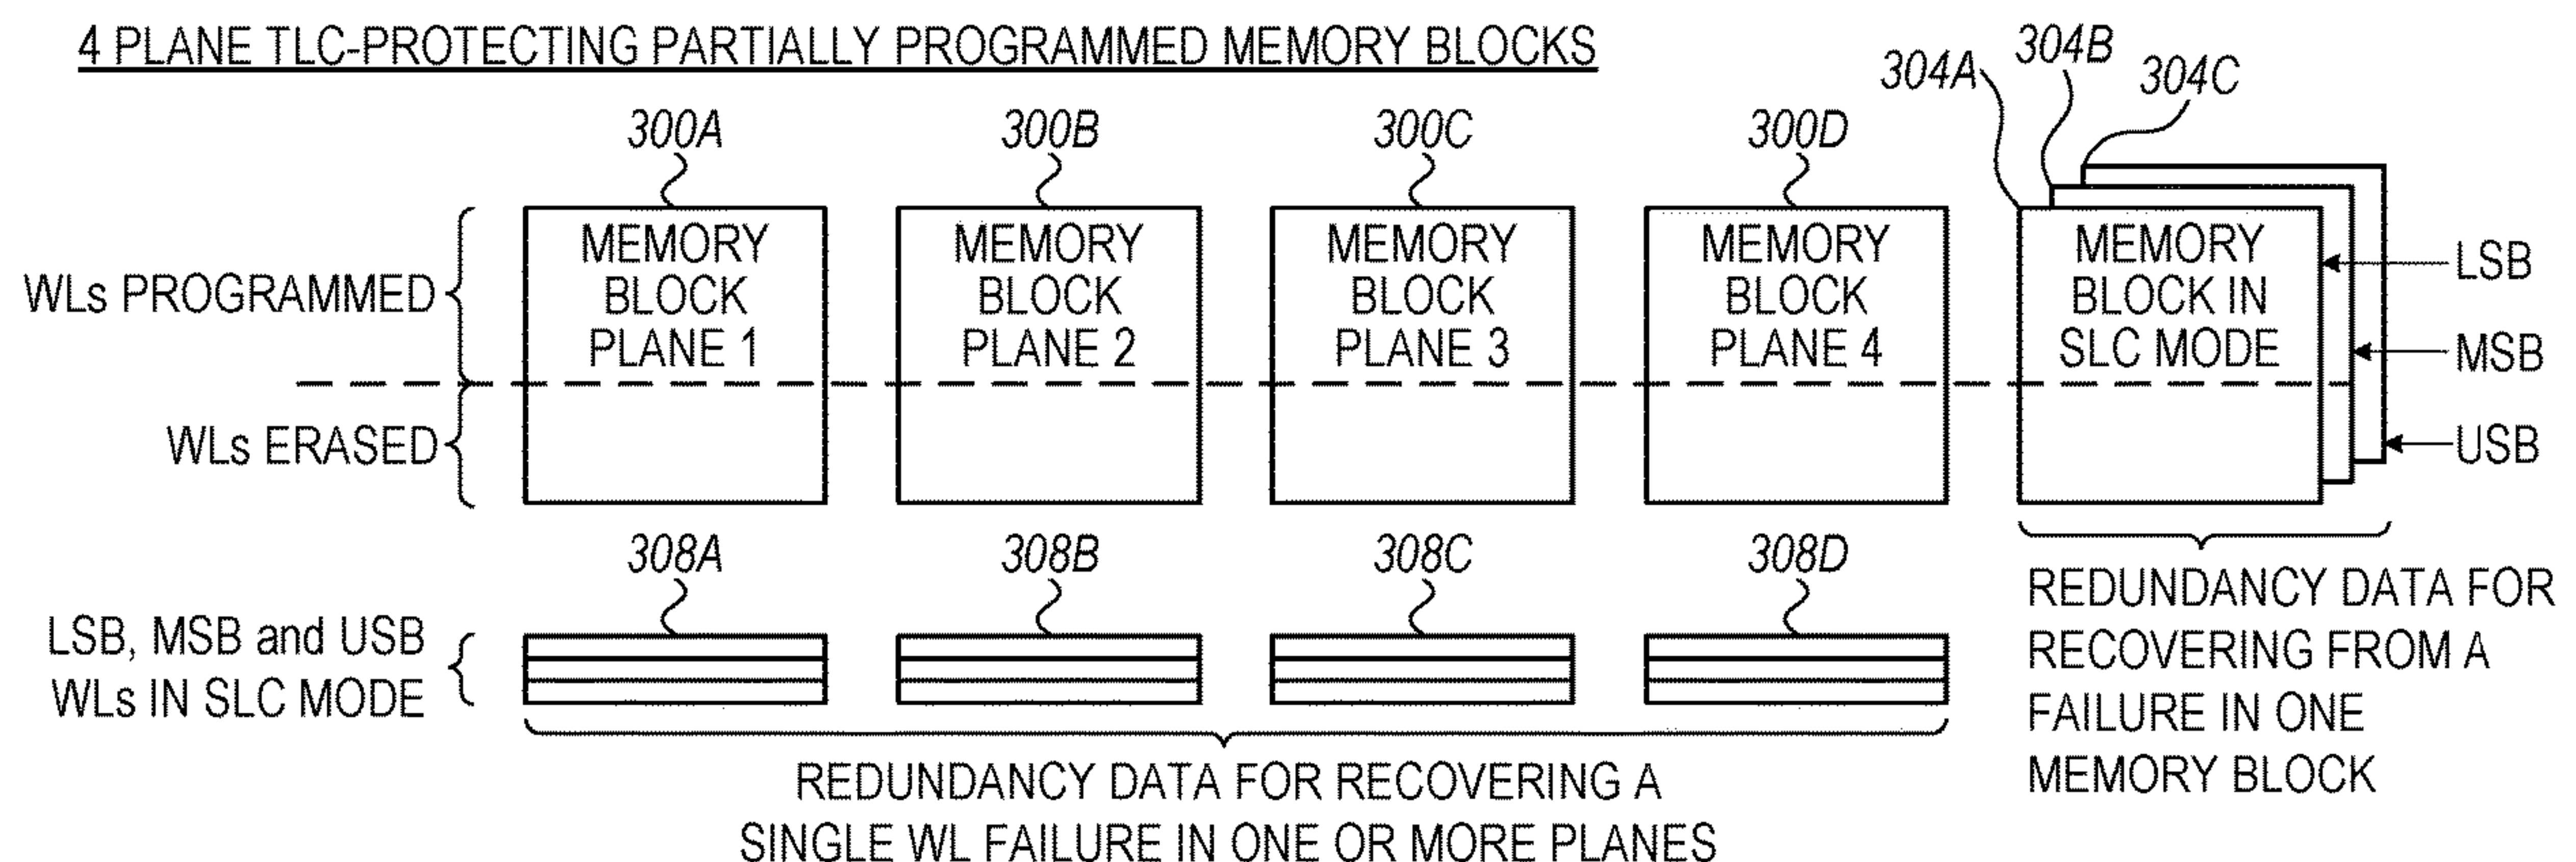 4 PLANE TLC-PROTECTING PARTIALLY PROGRAMMED MEMORY BLOCKS
304A
304B
304C
300A
300B
300C
300D
WLs PROGRAMMED
MEMORY
BLOCK
PLANE 1
MEMORY
BLOCK
PLANE 2
MEMORY
BLOCK
PLANE 3
MEMORY
BLOCK
PLANE 4
MEMORY
BLOCK IN
SLC MODE
LSB
MSB
USB
WLs ERASED
308A
308B
308C
308D
LSB, MSB and USB
WLs IN SLC MODE
REDUNDANCY DATA FOR
RECOVERING FROM A
FAILURE IN ONE
MEMORY BLOCK
REDUNDANCY DATA FOR RECOVERING A
SINGLE WL FAILURE IN ONE OR MORE PLANES